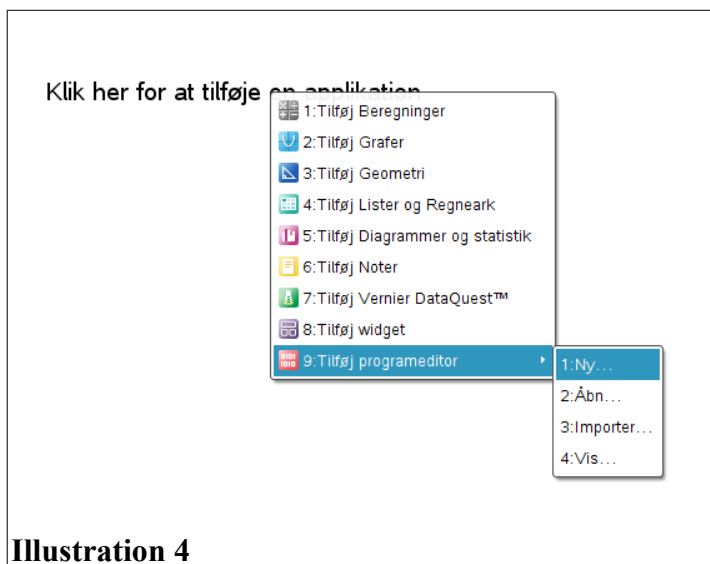 Klik her for at tilføje en applikation
1:Tilføj Beregninger
2:Tilføj Grafer
3:Tilføj Geometri
4:Tilføj Lister og Regneark
5:Tilføj Diagrammer og statistik
6:Tilføj Noter
7:Tilføj Vernier DataQuest™
8:Tilføj widget
9:Tilføj programeditor
1:Ny...
2:Åbn...
3:Importer...
4:Vis...
Illustration 4